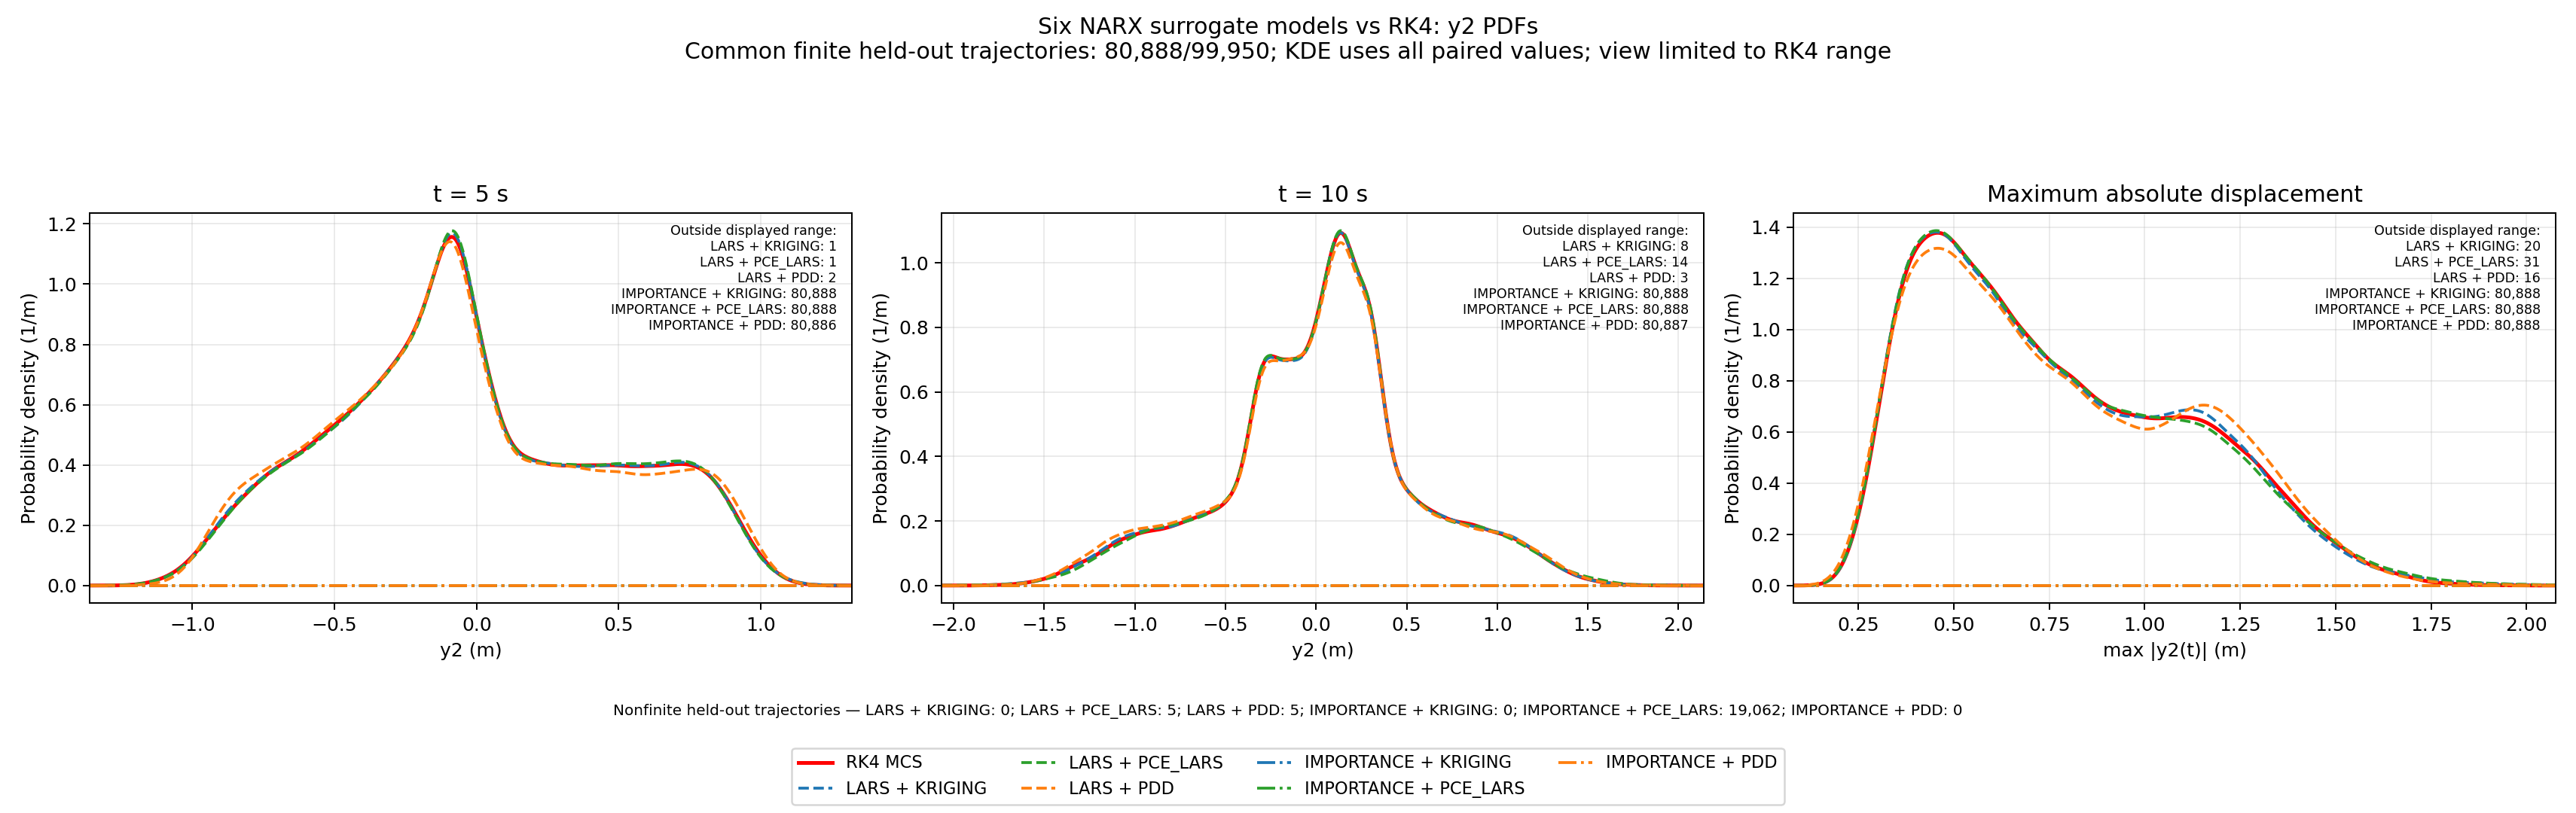 Six NARX surrogate models vs RK4: y2 PDFs
Common finite held-out trajectories: 80,888/99,950; KDE uses all paired values; view limited to RK4 range
t = 5 s
Outside displayed range:
LARS + KRIGING: 1
LARS + PCE_LARS: 1
LARS + PDD: 2
IMPORTANCE + KRIGING: 80,888
IMPORTANCE + PCE_LARS: 80,888
IMPORTANCE + PDD: 80,886
Probability density (1/m)
1.2
1.0
0.8
0.6
0.4
0.2
0.0
−1.0 −0.5 0.0 0.5 1.0
y2 (m)
t = 10 s
Outside displayed range:
LARS + KRIGING: 8
LARS + PCE_LARS: 14
LARS + PDD: 3
IMPORTANCE + KRIGING: 80,888
IMPORTANCE + PCE_LARS: 80,888
IMPORTANCE + PDD: 80,887
Probability density (1/m)
1.0
0.8
0.6
0.4
0.2
0.0
−2.0 −1.5 −1.0 −0.5 0.0 0.5 1.0 1.5 2.0
y2 (m)
Maximum absolute displacement
Outside displayed range:
LARS + KRIGING: 20
LARS + PCE_LARS: 31
LARS + PDD: 16
IMPORTANCE + KRIGING: 80,888
IMPORTANCE + PCE_LARS: 80,888
IMPORTANCE + PDD: 80,888
Probability density (1/m)
1.4
1.2
1.0
0.8
0.6
0.4
0.2
0.0
0.25 0.50 0.75 1.00 1.25 1.50 1.75 2.00
max |y2(t)| (m)
Nonfinite held-out trajectories — LARS + KRIGING: 0; LARS + PCE_LARS: 5; LARS + PDD: 5; IMPORTANCE + KRIGING: 0; IMPORTANCE + PCE_LARS: 19,062; IMPORTANCE + PDD: 0
RK4 MCS LARS + PCE_LARS IMPORTANCE + KRIGING IMPORTANCE + PDD
LARS + KRIGING LARS + PDD IMPORTANCE + PCE_LARS